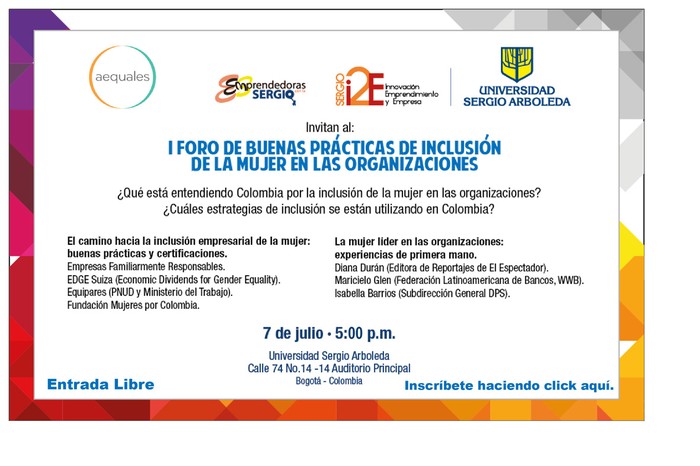 aequales
Emprendedoras
SERGIO
SERGIO
i2E
Innovación
Emprendimiento
y Empresa
UNIVERSIDAD
SERGIO ARBOLEDA
Invitan al:
I FORO DE BUENAS PRÁCTICAS DE INCLUSIÓN
DE LA MUJER EN LAS ORGANIZACIONES
¿Qué está entendiendo Colombia por la inclusión de la mujer en las organizaciones?
¿Cuáles estrategias de inclusión se están utilizando en Colombia?
El camino hacia la inclusión empresarial de la mujer:
buenas prácticas y certificaciones.
Empresas Familiarmente Responsables.
EDGE Suiza (Economic Dividends for Gender Equality).
Equipares (PNUD y Ministerio del Trabajo).
Fundación Mujeres por Colombia.
La mujer líder en las organizaciones:
experiencias de primera mano.
Diana Durán (Editora de Reportajes de El Espectador).
Maricielo Glen (Federación Latinoamericana de Bancos, WWB).
Isabella Barrios (Subdirección General DPS).
7 de julio · 5:00 p.m.
Universidad Sergio Arboleda
Calle 74 No.14 -14 Auditorio Principal
Bogotá - Colombia
Entrada Libre
Inscríbete haciendo click aquí.